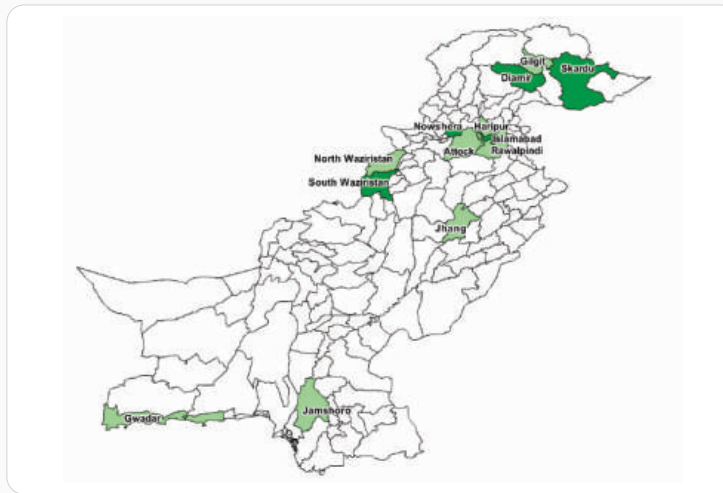 Gilgit
Skardu
Diamir
Nowshera
Haripur
Islamabad
Attock
Rawalpindi
North Waziristan
South Waziristan
Jhang
Jamshoro
Gwadar